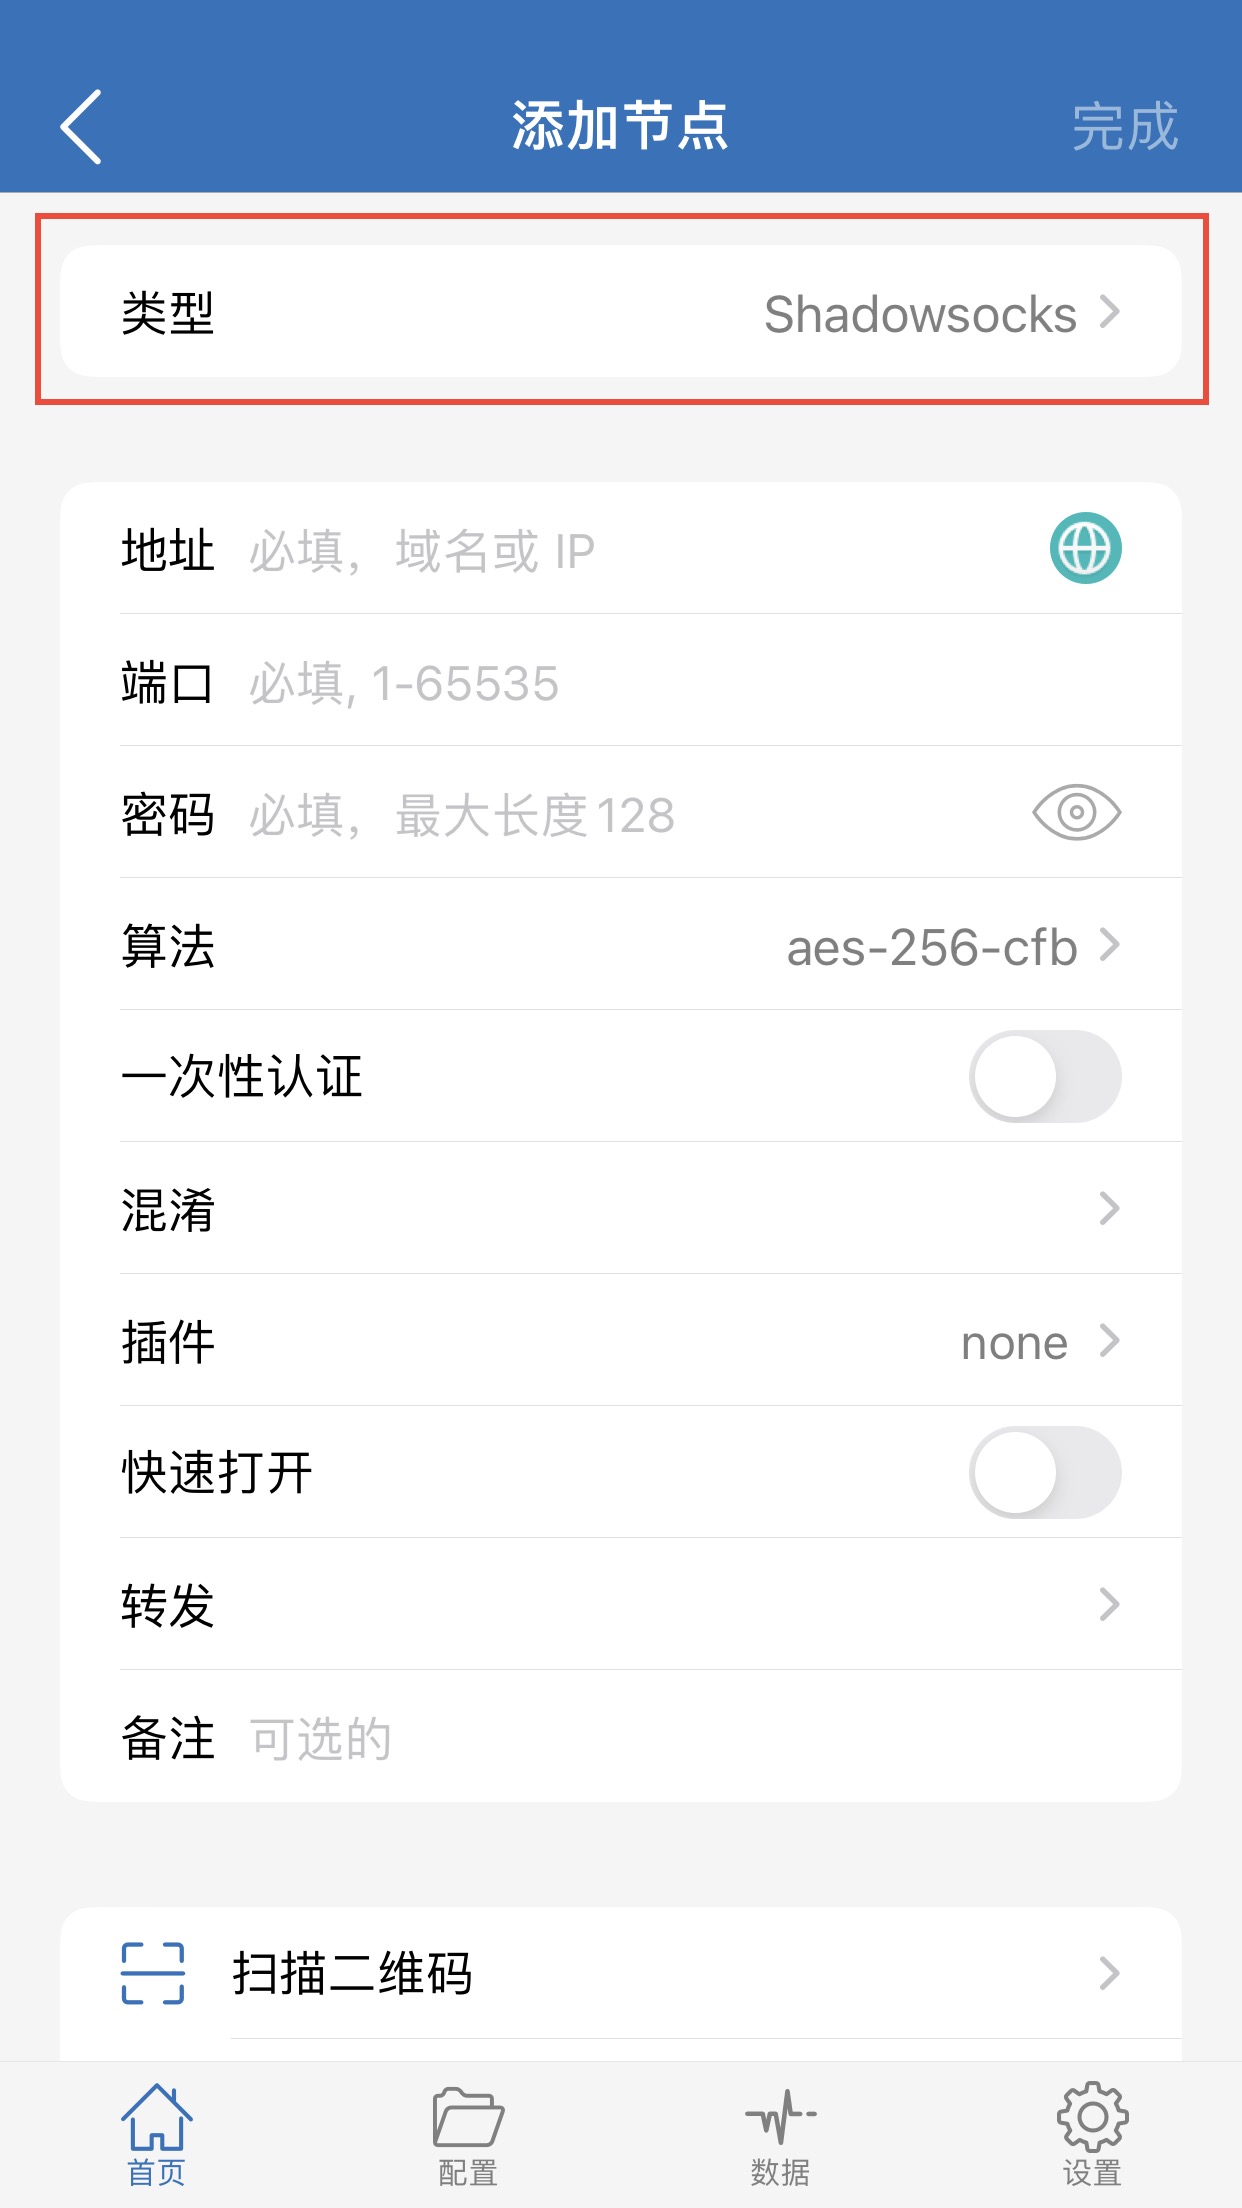 添加节点
完成
类型 Shadowsocks
地址 必填，域名或 IP
端口 必填, 1-65535
密码 必填，最大长度 128
算法 aes-256-cfb
一次性认证
混淆
插件 none
快速打开
转发
备注 可选的
扫描二维码
首页 配置 数据 设置